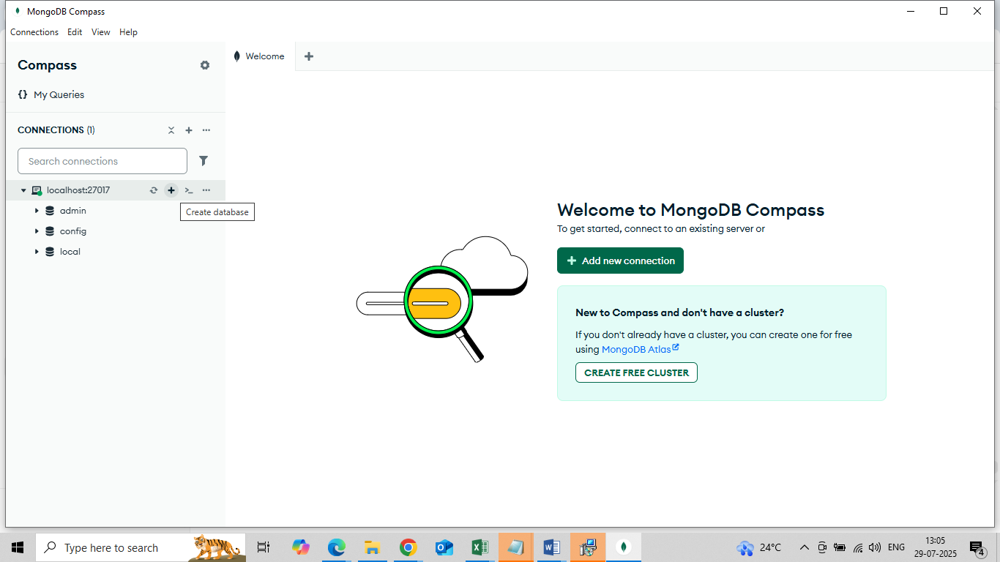 MongoDB Compass
Connections Edit View Help
Compass
Welcome
{} My Queries
CONNECTIONS (1)
Search connections
localhost:27017
Create database
admin
config
local
Welcome to MongoDB Compass
To get started, connect to an existing server or
Add new connection
New to Compass and don't have a cluster?
If you don't already have a cluster, you can create one for free
using MongoDB Atlas
CREATE FREE CLUSTER
Type here to search
24°C
ENG
13:05
29-07-2025
4